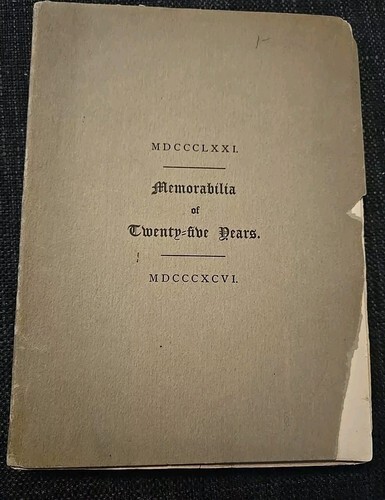 MDCCCLXXI.
Memorabilia
of
Twenty-five Years.
MDCCCXCVI.